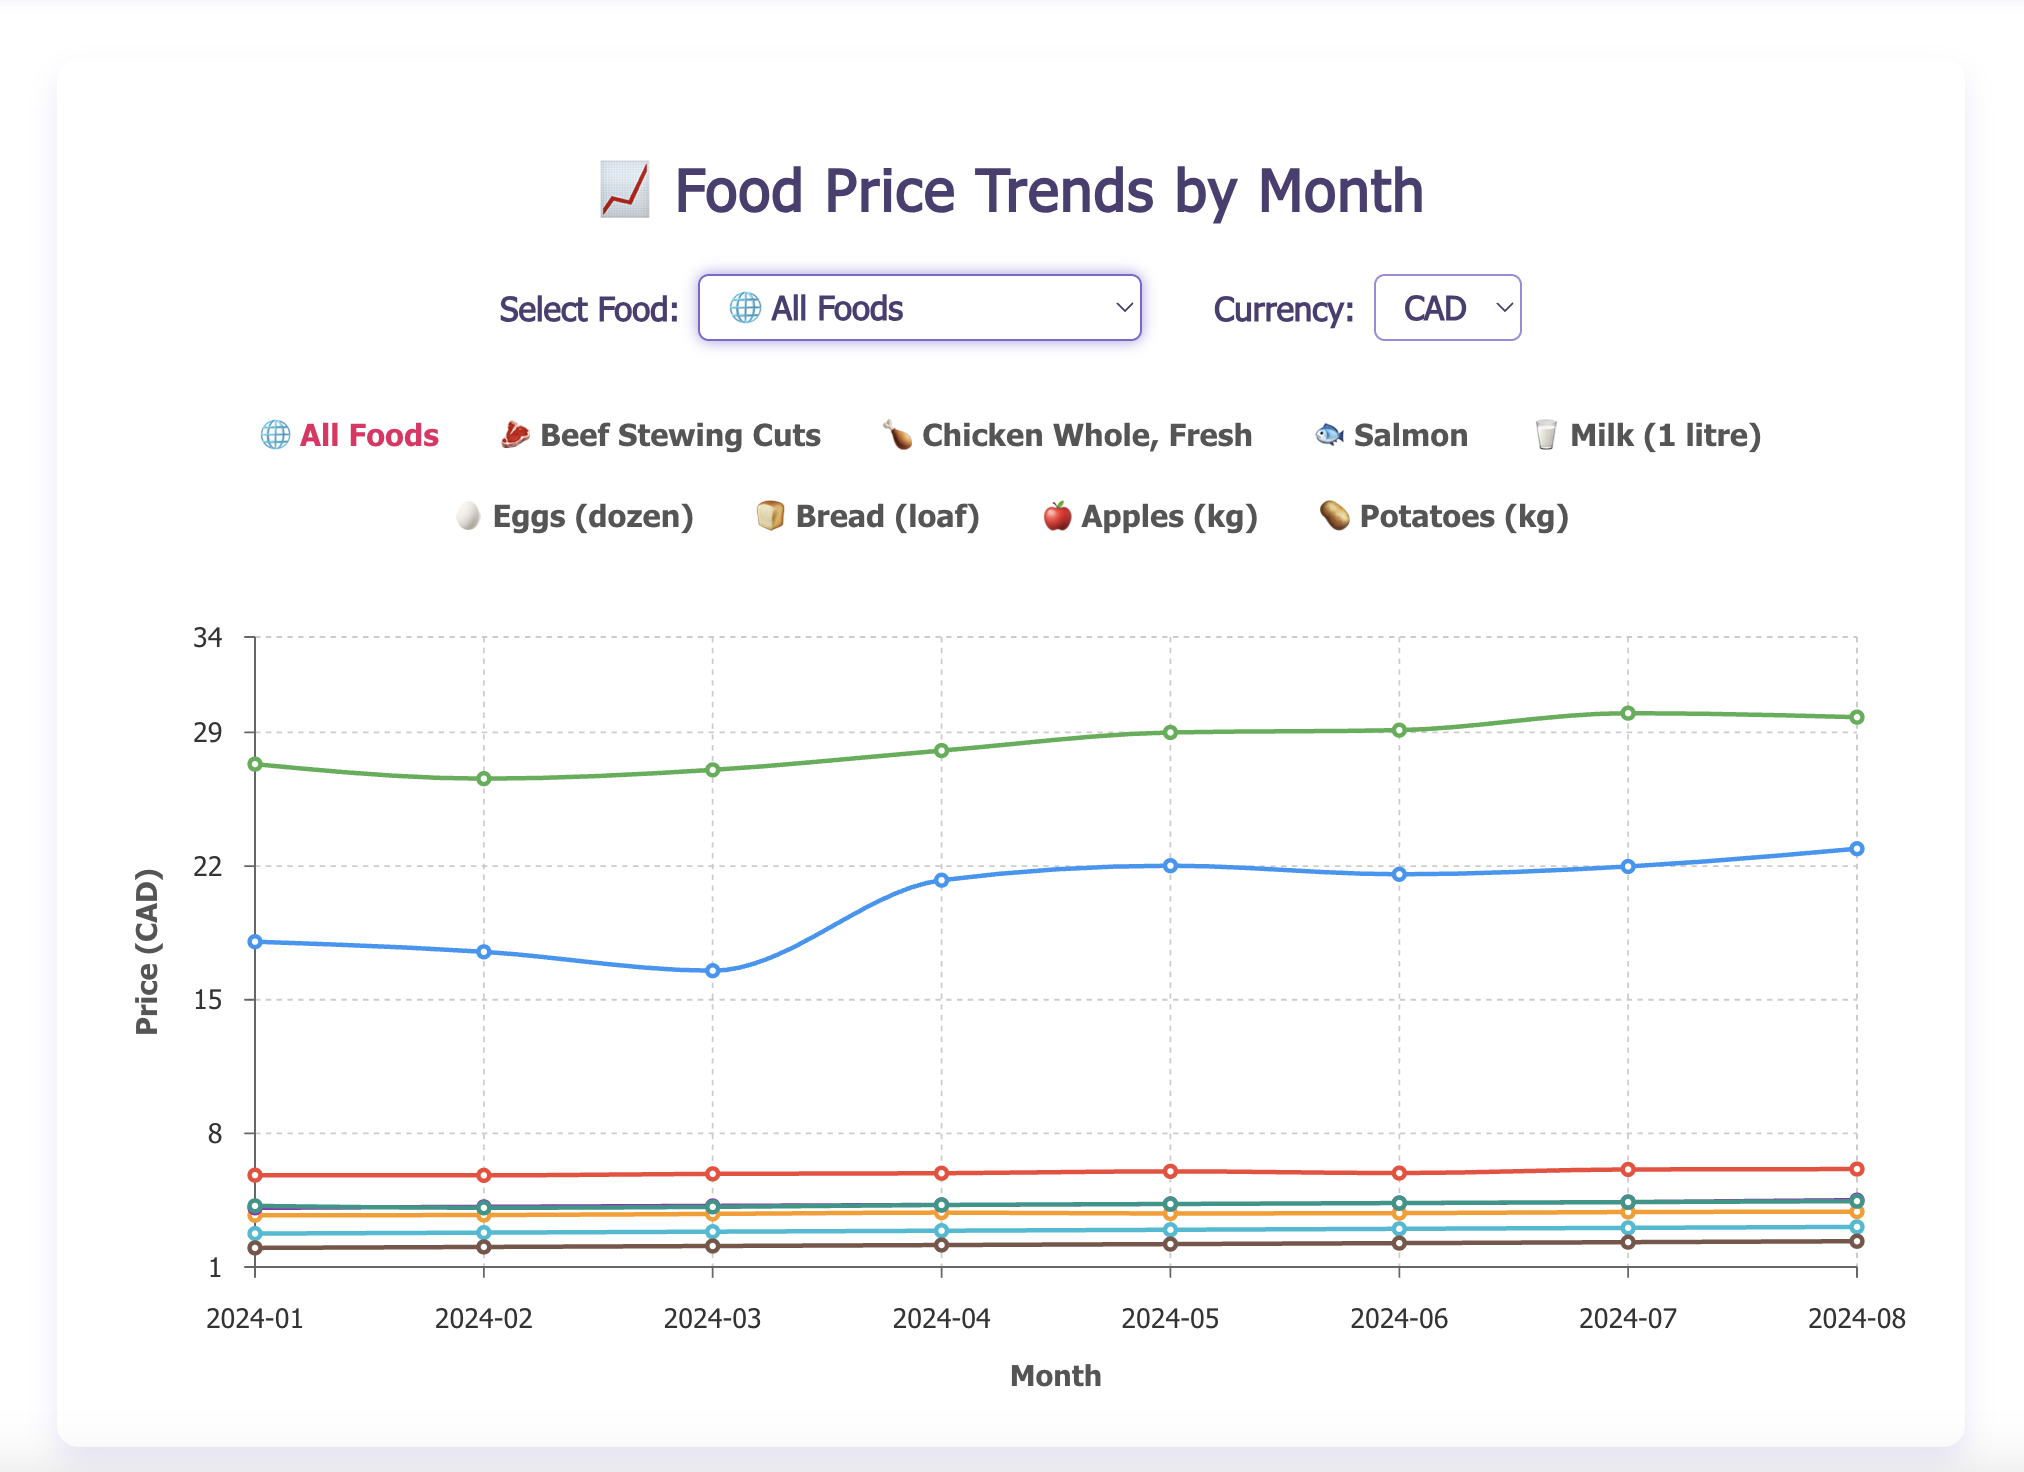 📈 Food Price Trends by Month
Select Food: 🌐 All Foods Currency: CAD
🌐 All Foods 🥩 Beef Stewing Cuts 🍗 Chicken Whole, Fresh 🐟 Salmon 🥛 Milk (1 litre)
🥚 Eggs (dozen) 🍞 Bread (loaf) 🍎 Apples (kg) 🥔 Potatoes (kg)
34
29
22
15
8
1
Price (CAD)
2024-01 2024-02 2024-03 2024-04 2024-05 2024-06 2024-07 2024-08
Month